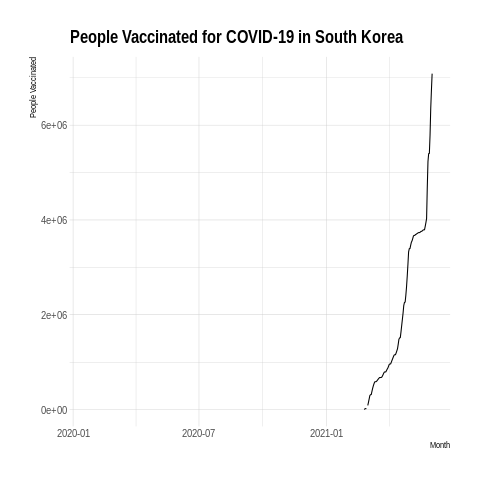 People Vaccinated for COVID-19 in South Korea
People Vaccinated
6e+06
4e+06
2e+06
0e+00
2020-01 2020-07 2021-01
Month